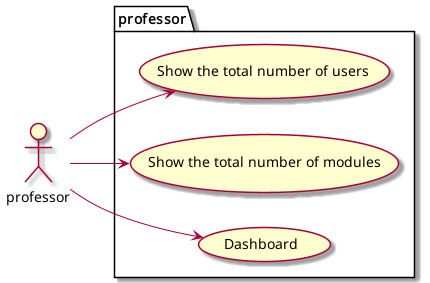 professor
Show the total number of users
Show the total number of modules
professor
Dashboard